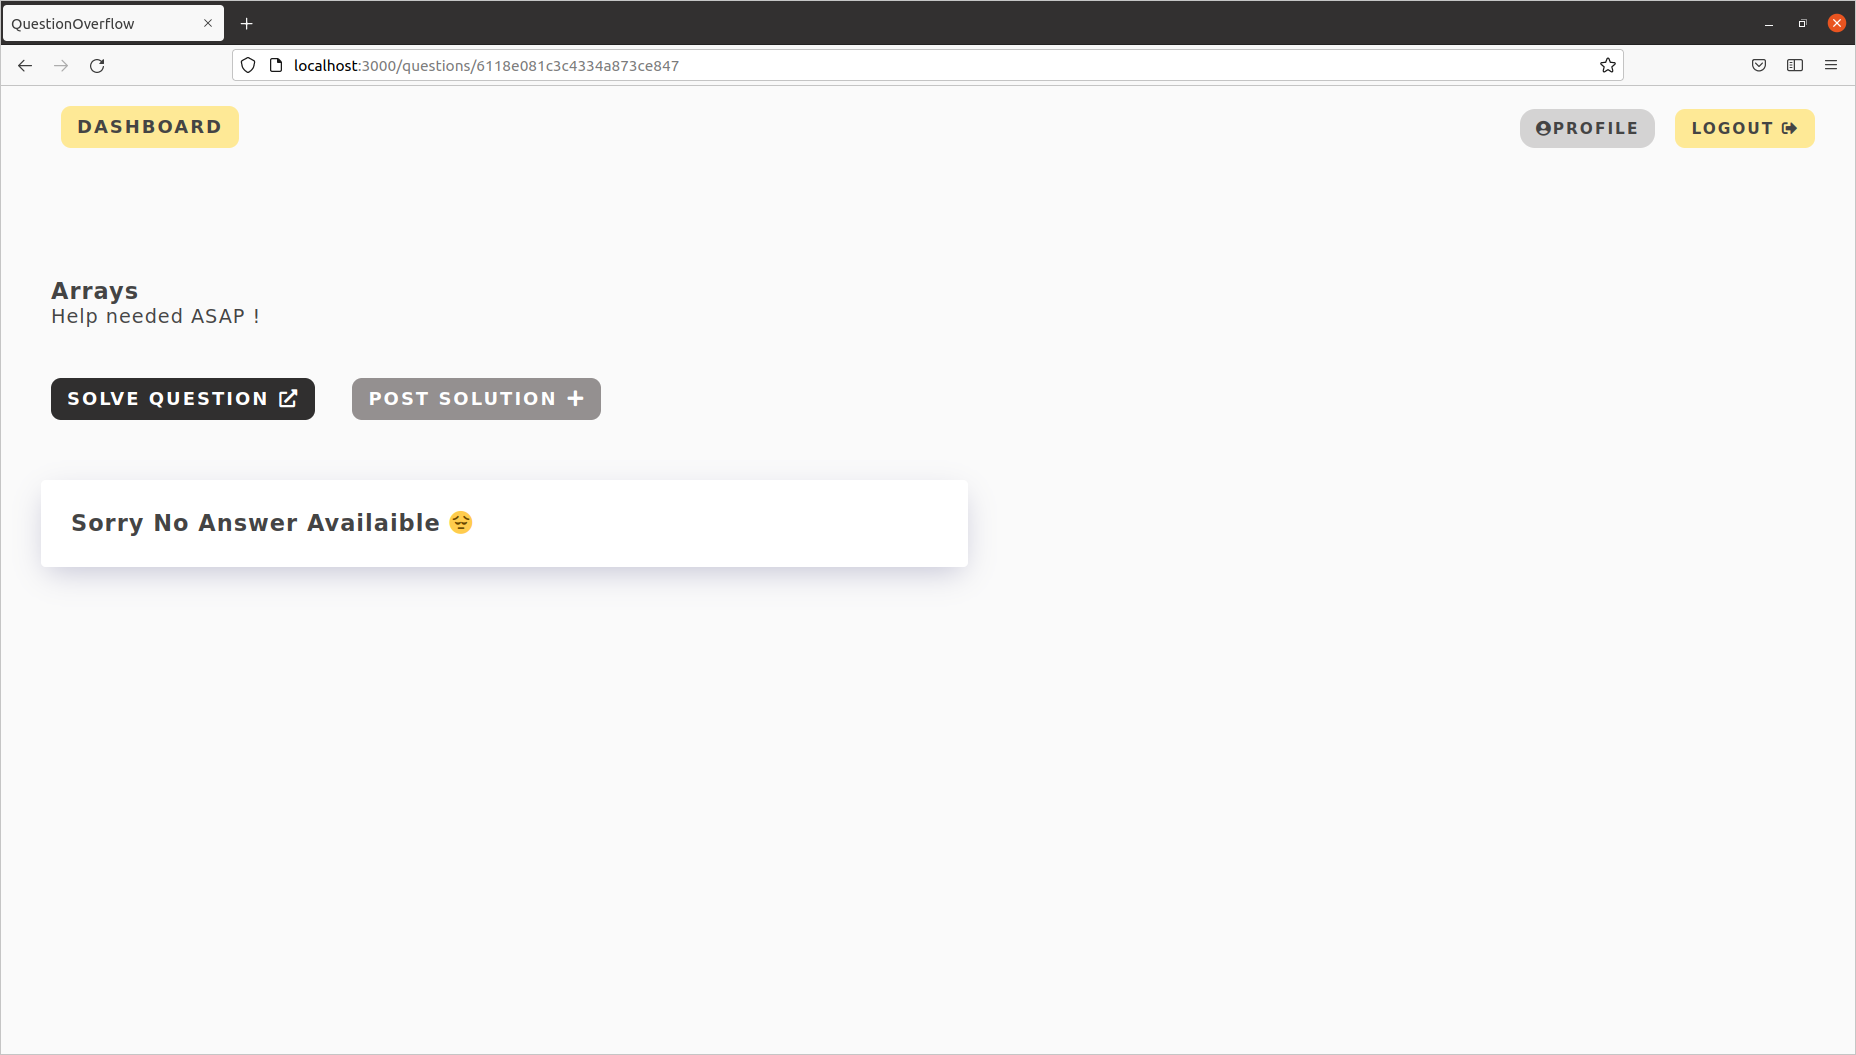 QuestionOverflow
localhost:3000/questions/6118e081c3c4334a873ce847
DASHBOARD
PROFILE
LOGOUT
Arrays
Help needed ASAP !
SOLVE QUESTION
POST SOLUTION
Sorry No Answer Availaible 😔